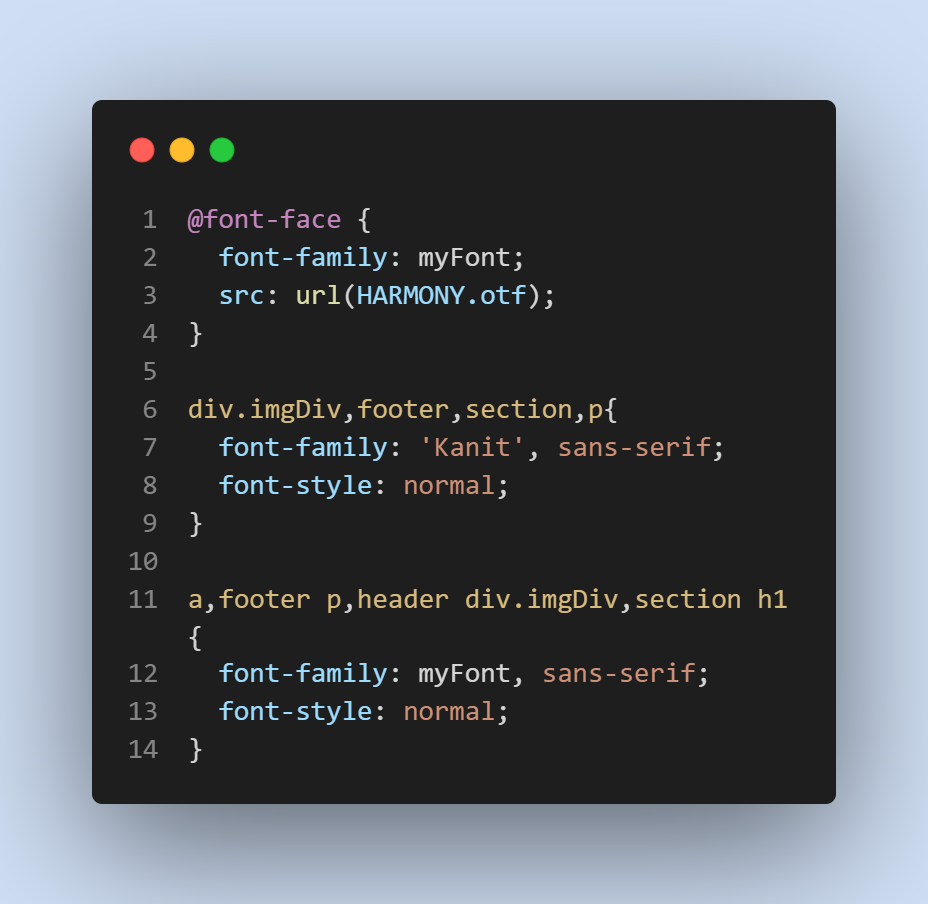 1 @font-face {
2   font-family: myFont;
3   src: url(HARMONY.otf);
4 }
5
6 div.imgDiv,footer,section,p{
7   font-family: 'Kanit', sans-serif;
8   font-style: normal;
9 }
10
11 a,footer p,header div.imgDiv,section h1
{
12   font-family: myFont, sans-serif;
13   font-style: normal;
14 }